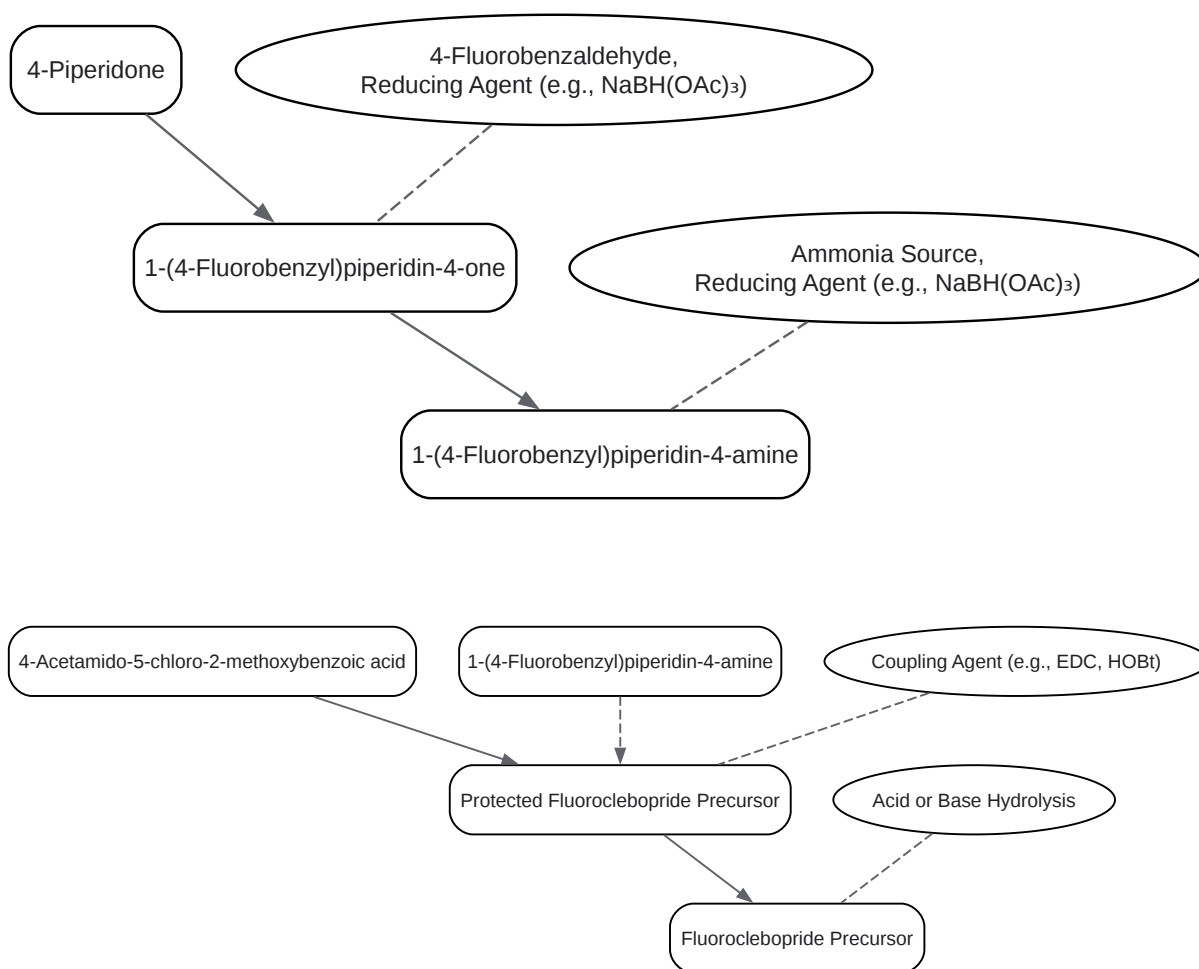 4-Piperidone
4-Fluorobenzaldehyde,
Reducing Agent (e.g., NaBH(OAc)₃)
1-(4-Fluorobenzyl)piperidin-4-one
Ammonia Source,
Reducing Agent (e.g., NaBH(OAc)₃)
1-(4-Fluorobenzyl)piperidin-4-amine
4-Acetamido-5-chloro-2-methoxybenzoic acid
1-(4-Fluorobenzyl)piperidin-4-amine
Coupling Agent (e.g., EDC, HOBt)
Protected Fluoroclebopride Precursor
Acid or Base Hydrolysis
Fluoroclebopride Precursor